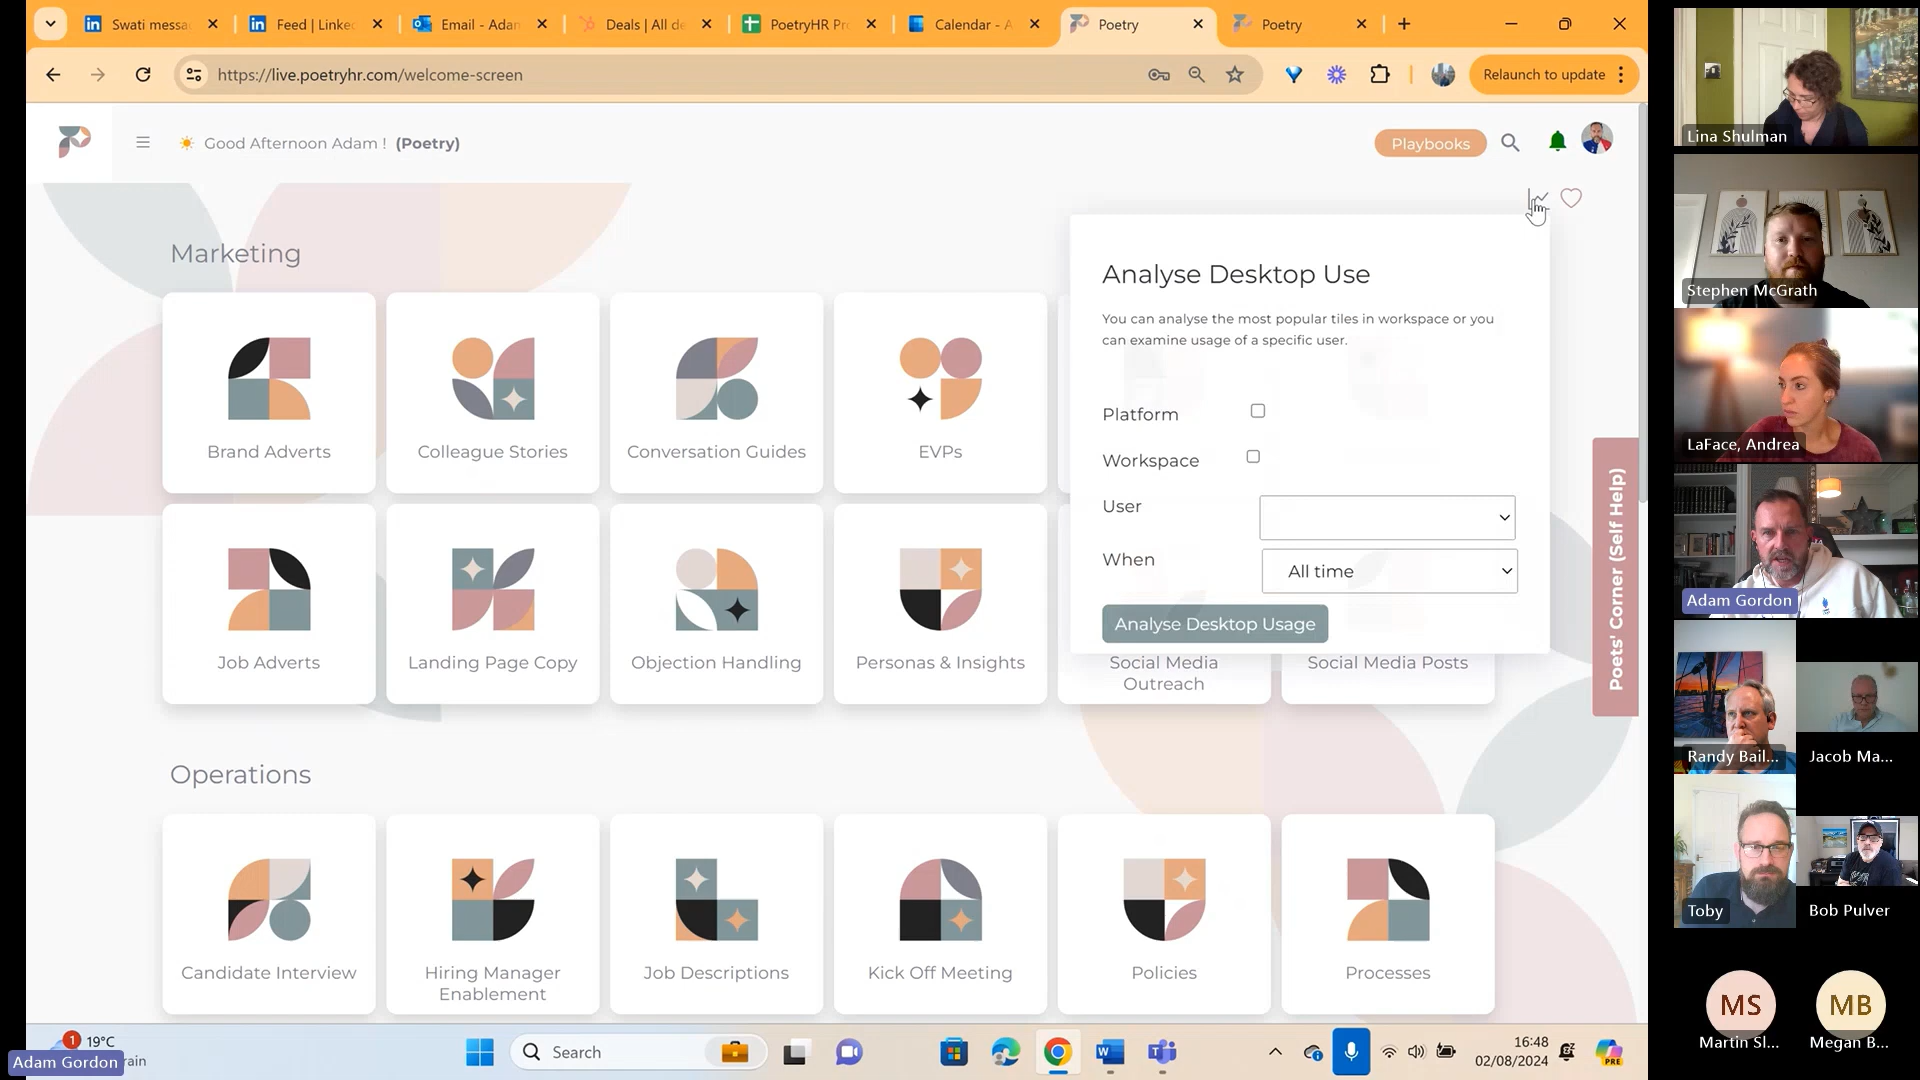 Swati messa
Feed | Linke
Email - Adan
Deals | All de
PoetryHR Pr
Calendar - A
Poetry
Poetry
https://live.poetryhr.com/welcome-screen
Relaunch to update
Good Afternoon Adam ! (Poetry)
Playbooks
Marketing
Brand Adverts
Colleague Stories
Conversation Guides
EVPs
Job Adverts
Landing Page Copy
Objection Handling
Personas & Insights
Social Media
Outreach
Social Media Posts
Analyse Desktop Use
You can analyse the most popular tiles in workspace or you
can examine usage of a specific user.
Platform
Workspace
User
When
All time
Analyse Desktop Usage
Poets' Corner (Self Help)
Operations
Candidate Interview
Hiring Manager
Enablement
Job Descriptions
Kick Off Meeting
Policies
Processes
1
19°C
rain
Adam Gordon
Search
16:48
02/08/2024
PRE
Lina Shulman
Stephen McGrath
LaFace, Andrea
Adam Gordon
Randy Bail...
Jacob Ma...
Toby
Bob Pulver
MS
Martin Sl...
MB
Megan B...